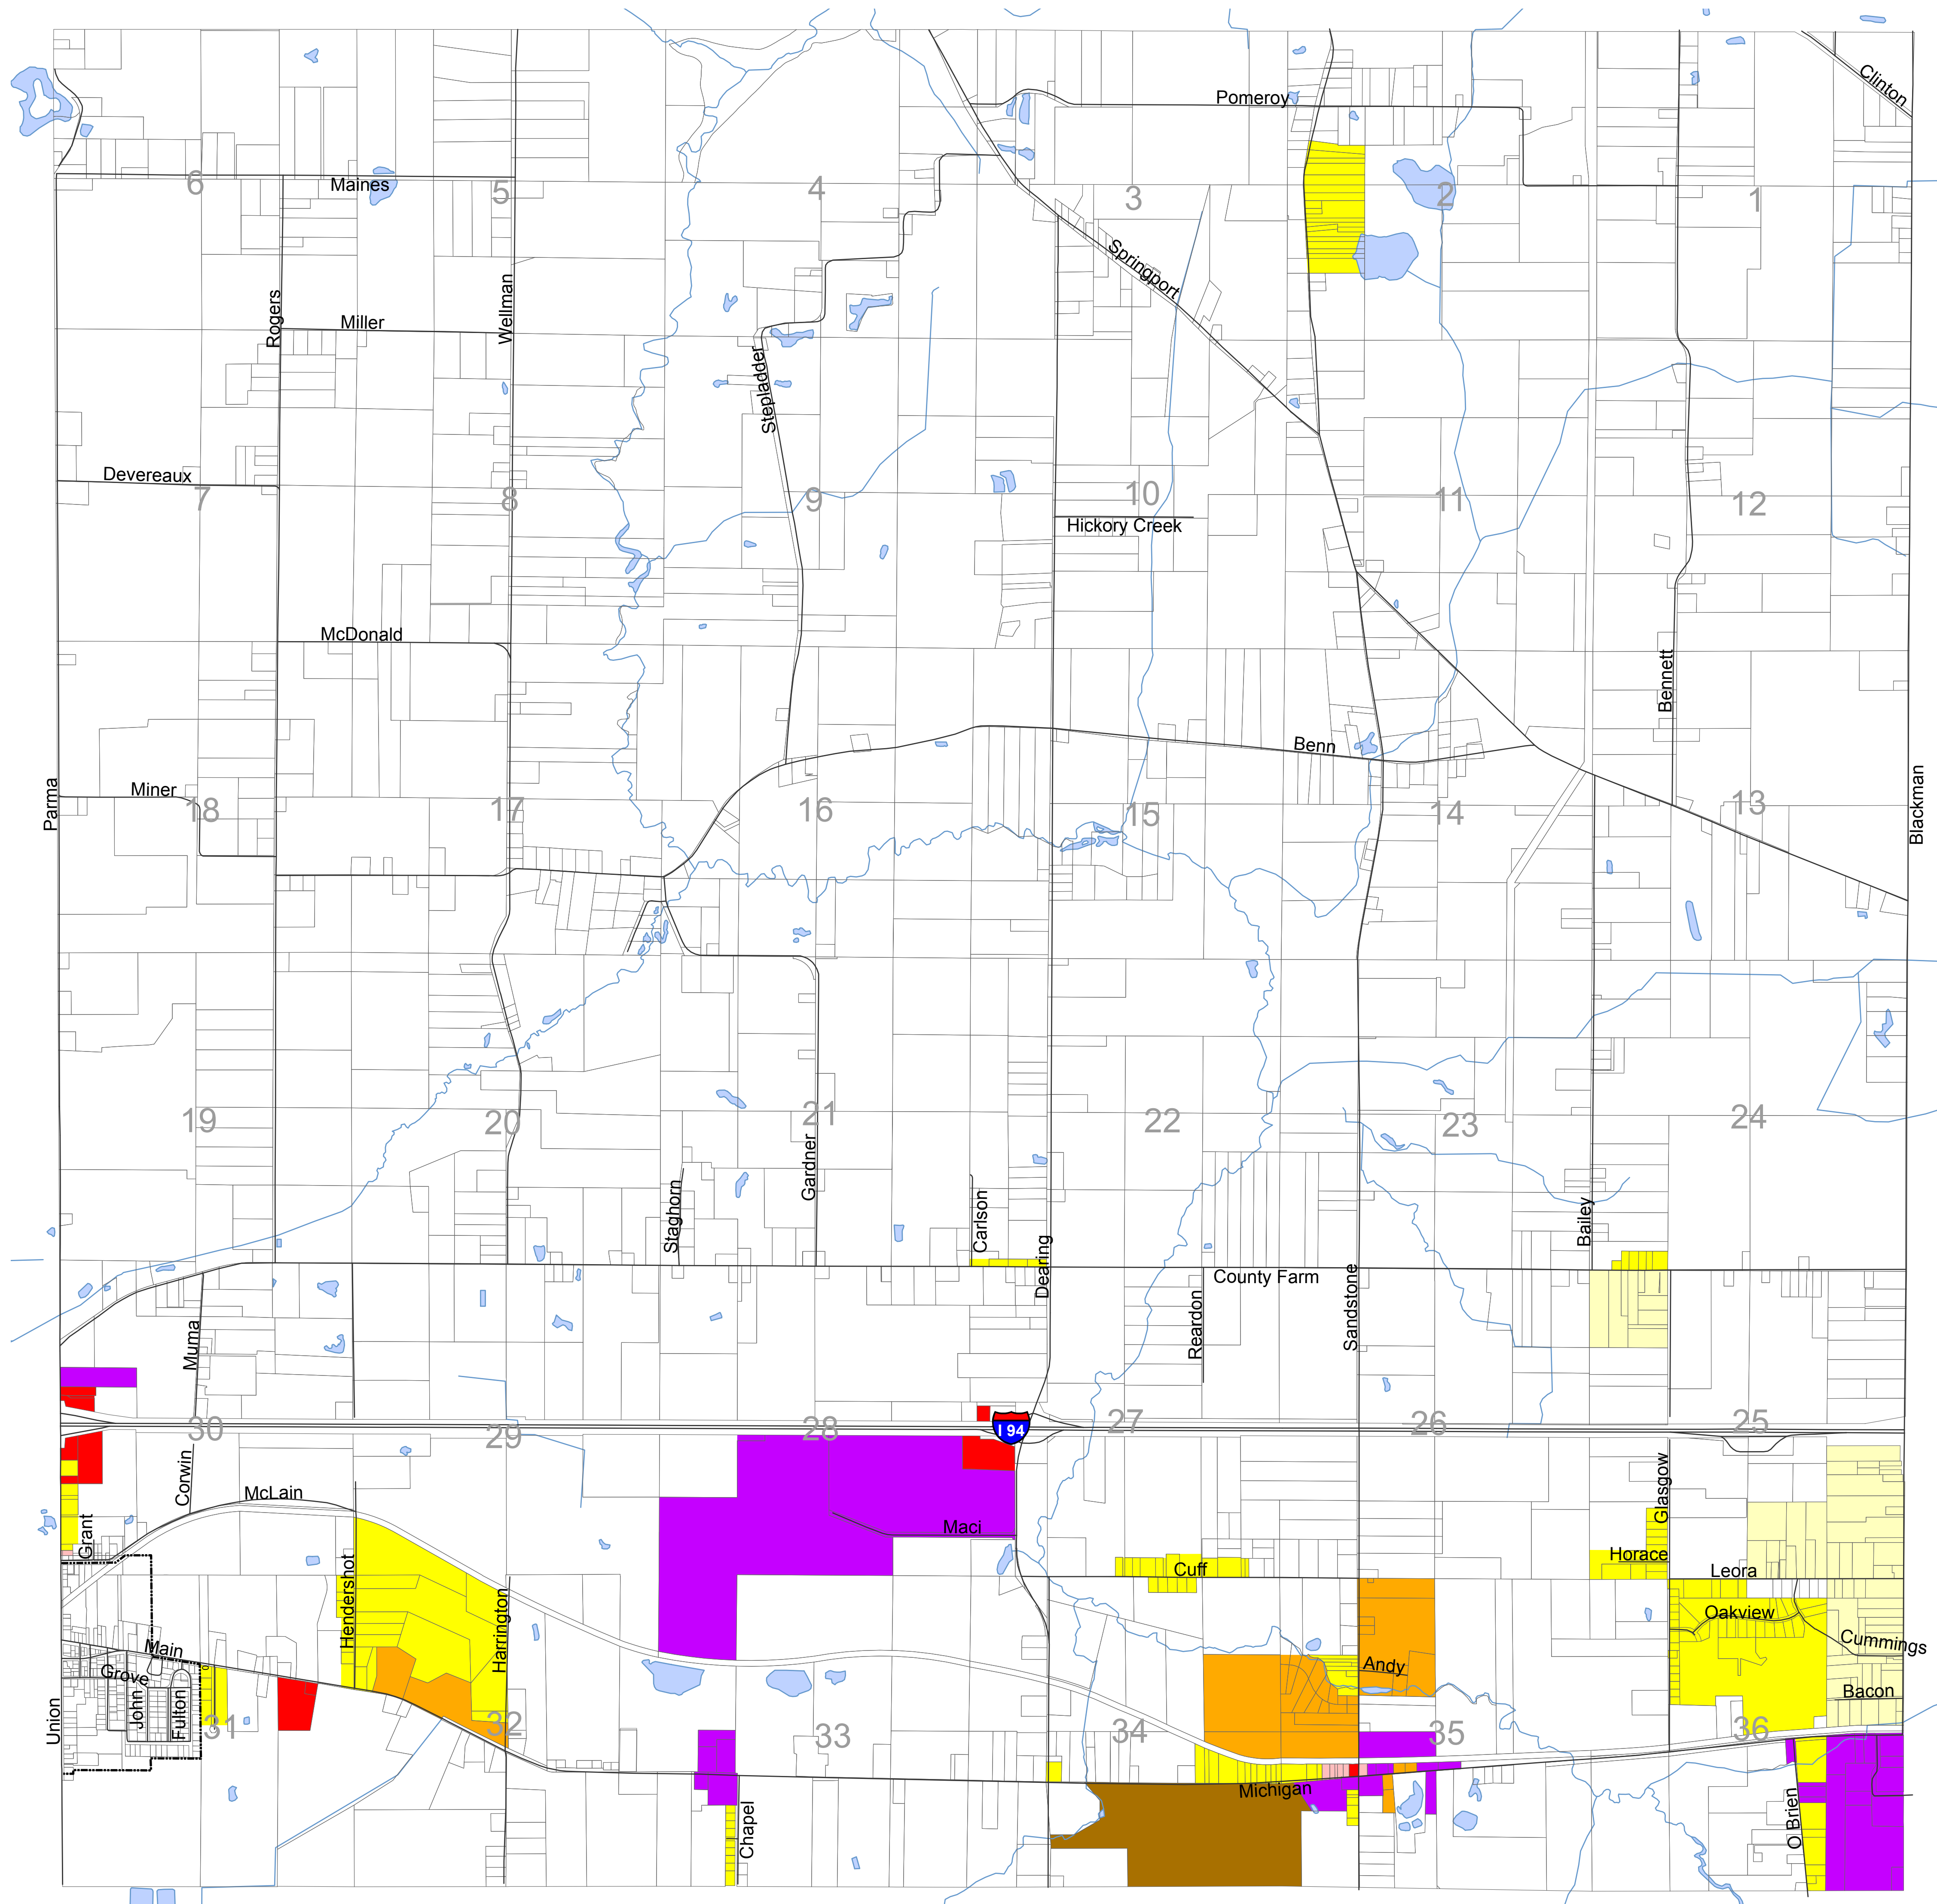 Clinton
Pomeroy
6
Maines
5
4
3
2
1
Springport
Rogers
Miller
Wellman
Stepladder
Devereaux
7
8
9
10
11
12
Hickory Creek
McDonald
Bennett
Benn
Parma
Miner
18
17
16
15
14
13
Blackman
19
20
21
22
23
24
Staghorn
Gardner
Carlson
Dearing
Bailey
County Farm
Muma
Reardon
Sandstone
30
29
28
I 94
27
26
25
Corwin
McLain
Grant
Maci
Glasgow
Hendershot
Cuff
Horace
Leora
Harrington
Oakview
Main
Grove
Cummings
Andy
John
Fulton
Bacon
Union
31
32
33
34
35
36
Michigan
Chapel
O Brien